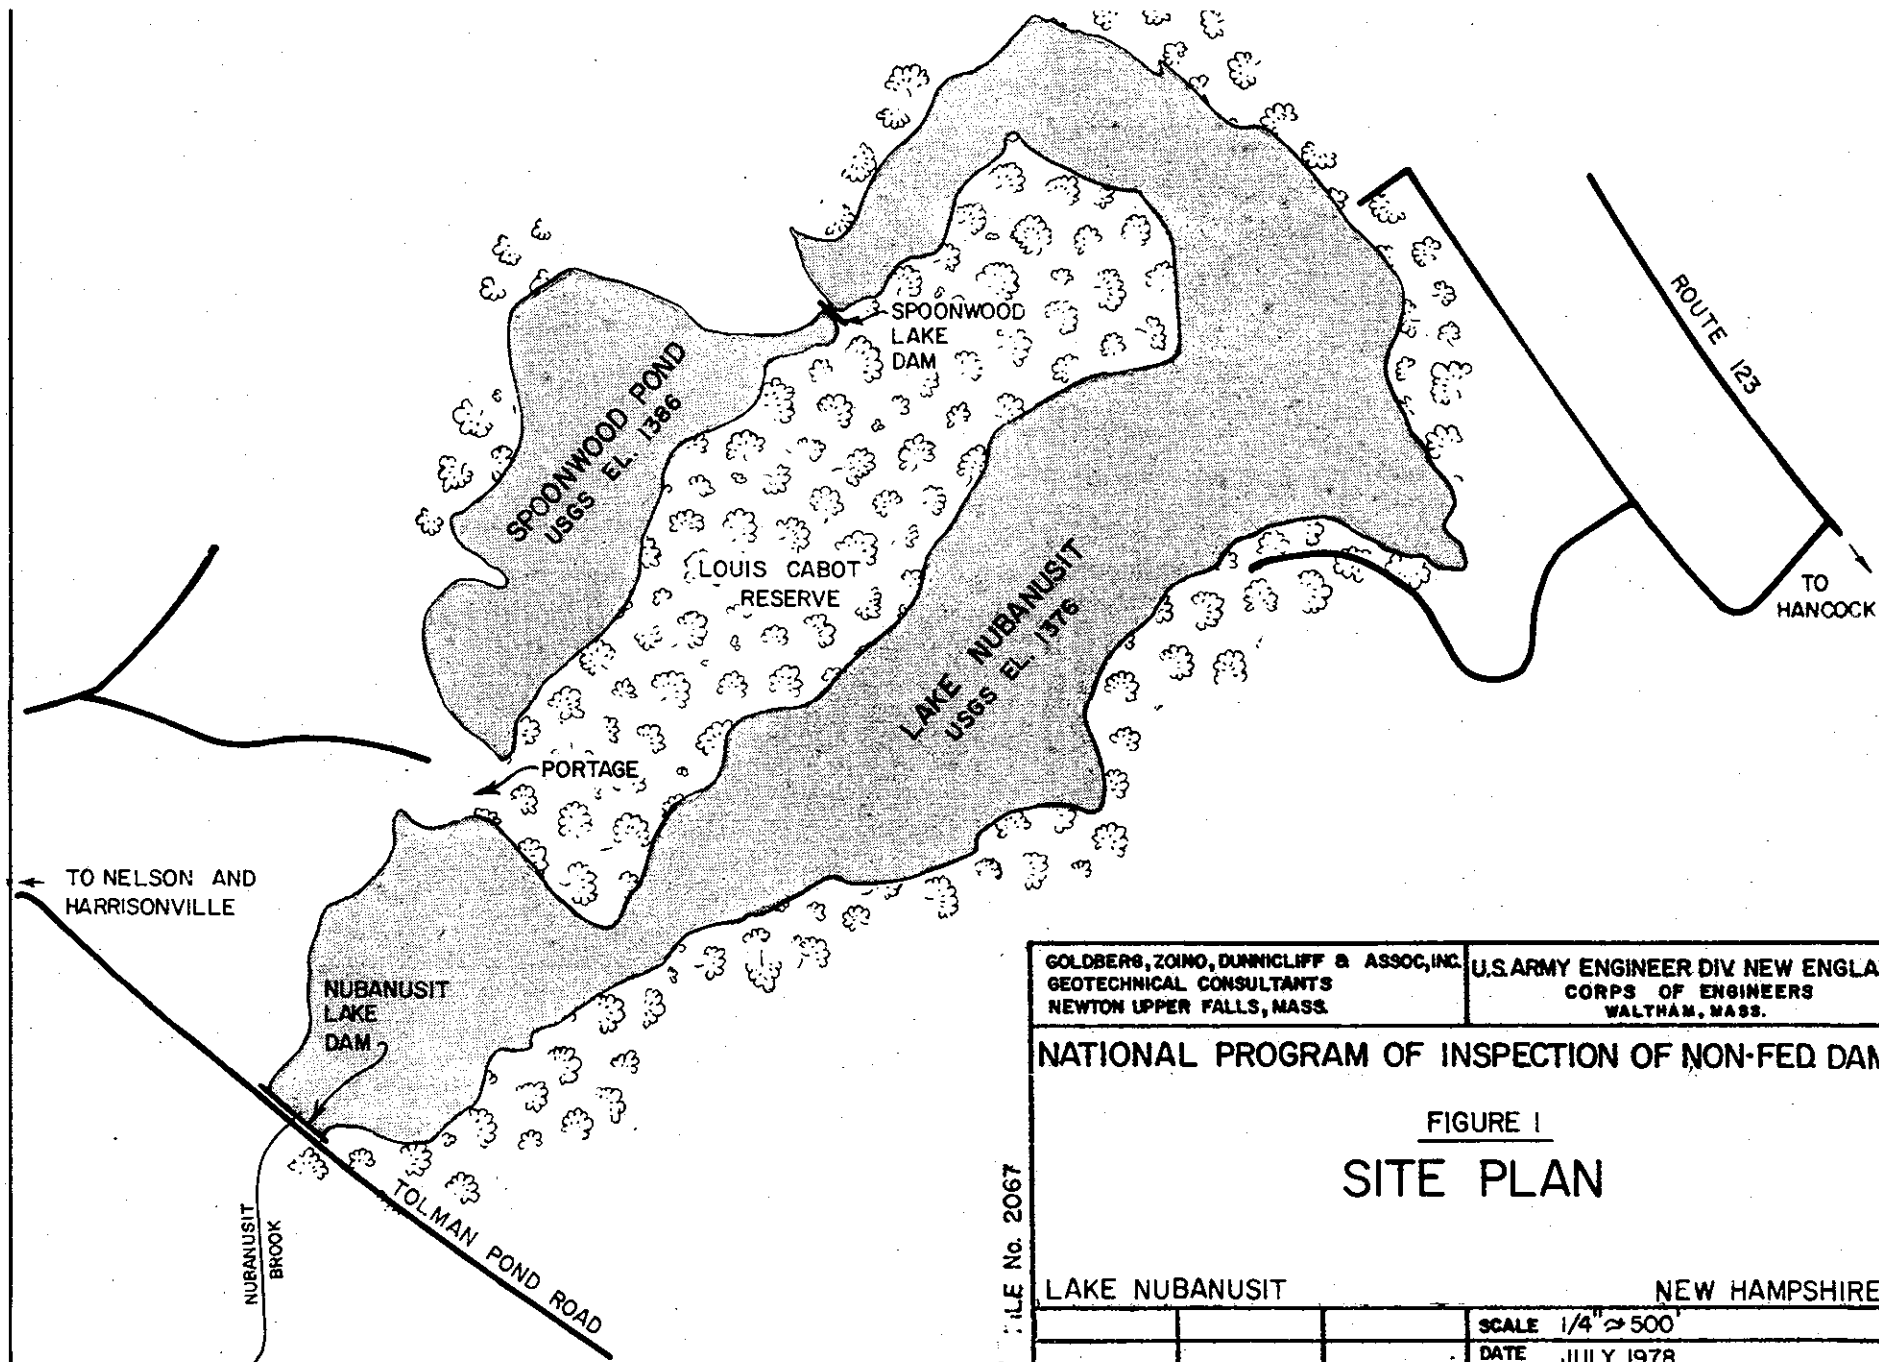 SPOONWOOD
LAKE
DAM
ROUTE 123
SPOONWOOD POND
USGS EL. 1386
LOUIS CABOT
RESERVE
LAKE NUBANUSIT
USGS EL. 1376
TO
HANCOCK
PORTAGE
TO NELSON AND
HARRISONVILLE
NUBANUSIT
LAKE
DAM
NUBANUSIT
BROOK
TOLMAN POND ROAD
GOLDBERG, ZOINO, DUNNICLIFF & ASSOC, INC.
GEOTECHNICAL CONSULTANTS
NEWTON UPPER FALLS, MASS.
U.S. ARMY ENGINEER DIV. NEW ENGLA
CORPS OF ENGINEERS
WALTHAM, MASS.
NATIONAL PROGRAM OF INSPECTION OF NON-FED. DAM
FIGURE 1
SITE PLAN
LAKE NUBANUSIT
NEW HAMPSHIRE
SCALE 1/4" ≈ 500'
DATE JULY 1978
ILE No. 2067